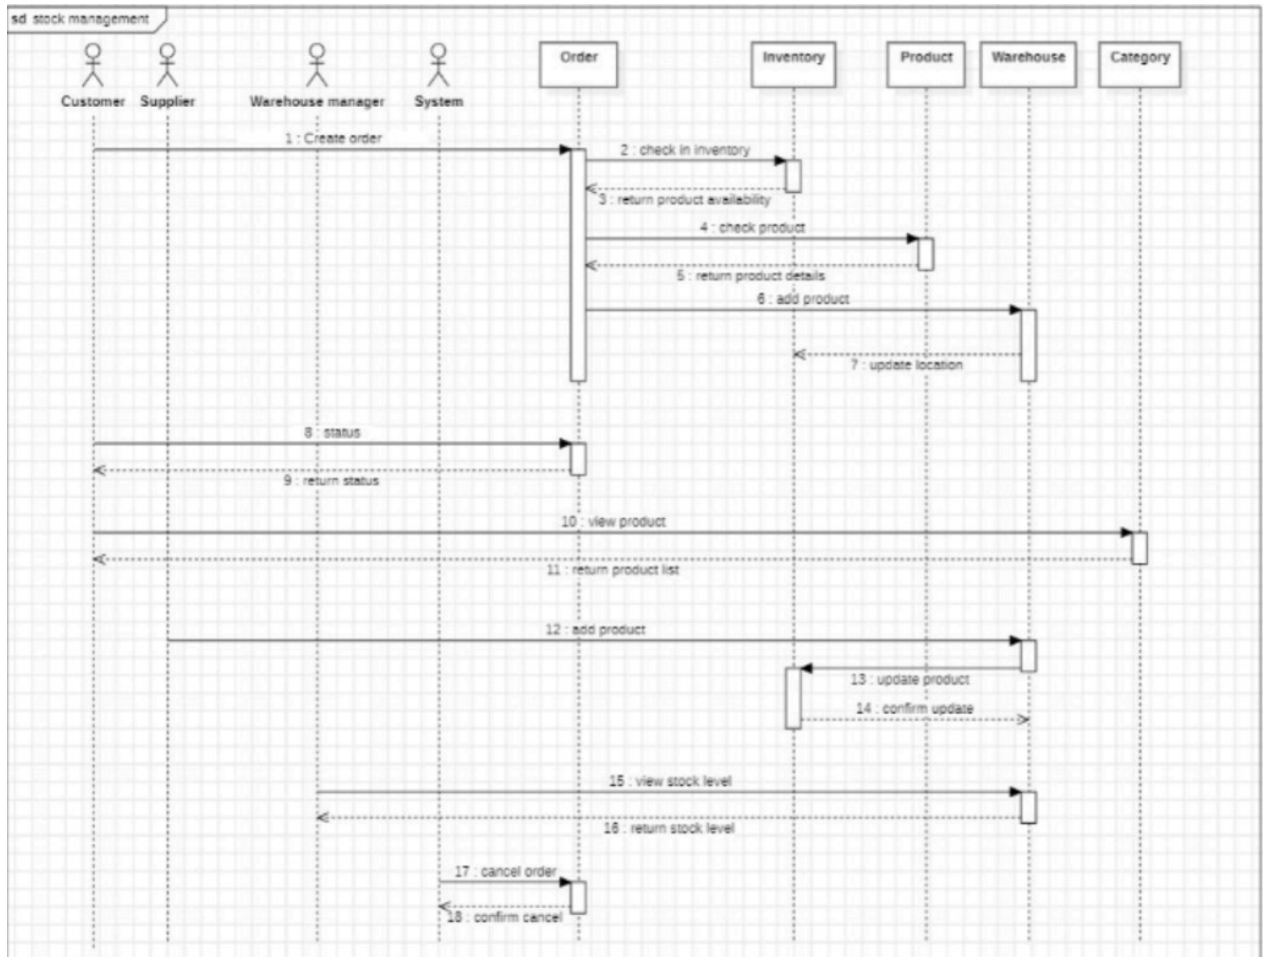 sd stock management
Order
Inventory
Product
Warehouse
Category
Customer
Supplier
Warehouse manager
System
1 : Create order
2 : check in inventory
3 : return product availability
4 : check product
5 : return product details
6 : add product
7 : update location
8 : status
9 : return status
10 : view product
11 : return product list
12 : add product
13 : update product
14 : confirm update
15 : view stock level
16 : return stock level
17 : cancel order
18 : confirm cancel